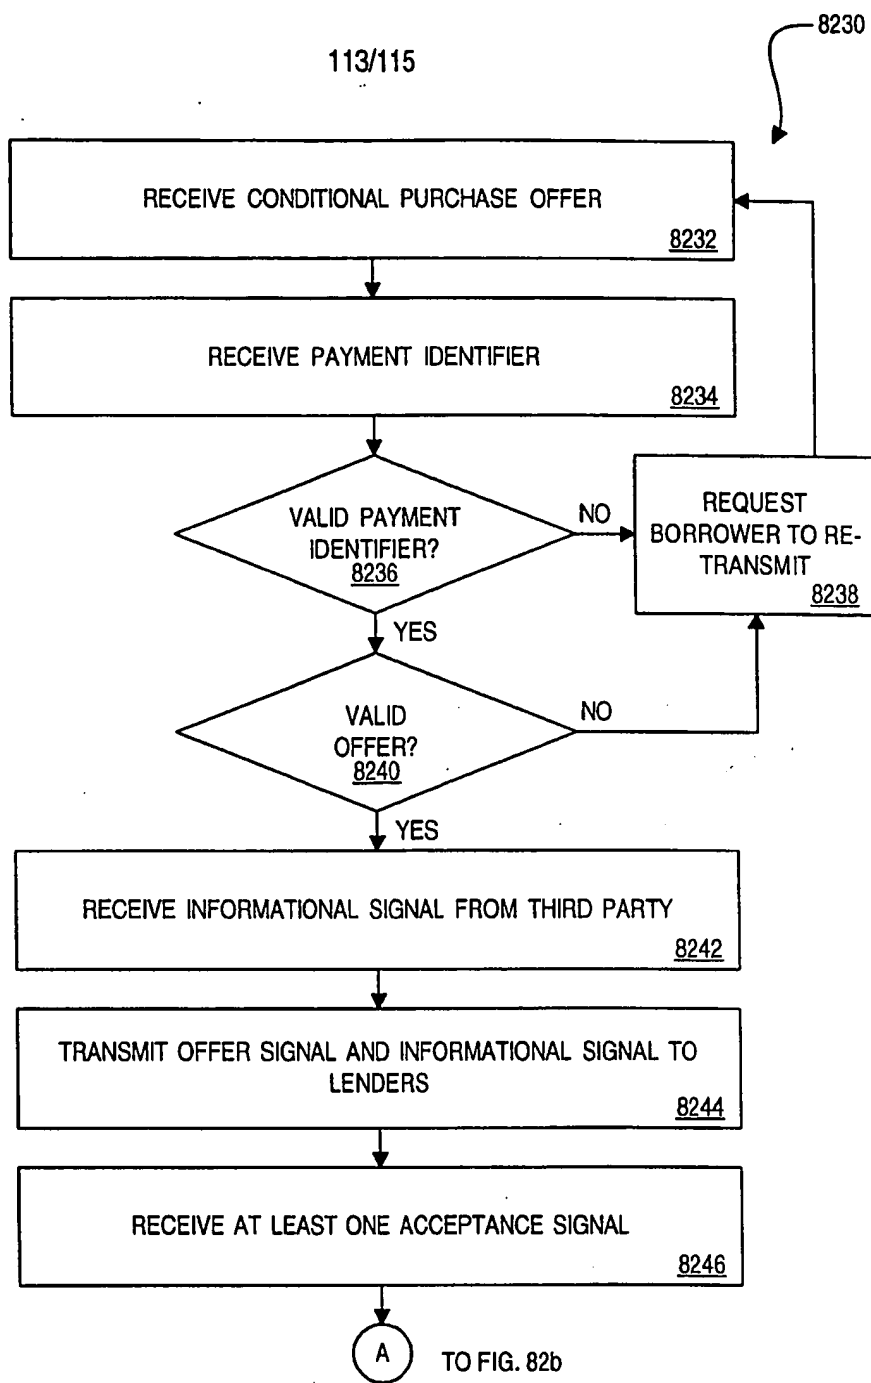 8230
113/115
RECEIVE CONDITIONAL PURCHASE OFFER
8232
RECEIVE PAYMENT IDENTIFIER
8234
VALID PAYMENT
IDENTIFIER?
8236
NO
REQUEST
BORROWER TO RE-
TRANSMIT
8238
YES
VALID
OFFER?
8240
NO
YES
RECEIVE INFORMATIONAL SIGNAL FROM THIRD PARTY
8242
TRANSMIT OFFER SIGNAL AND INFORMATIONAL SIGNAL TO
LENDERS
8244
RECEIVE AT LEAST ONE ACCEPTANCE SIGNAL
8246
A
TO FIG. 82b